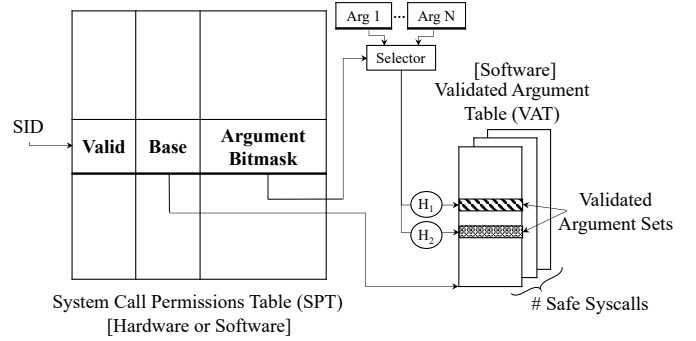 Arg 1 ... Arg N
Selector
[Software]
Validated Argument
Table (VAT)
SID
Valid Base Argument
Bitmask
H1
H2
Validated
Argument Sets
# Safe Syscalls
System Call Permissions Table (SPT)
[Hardware or Software]